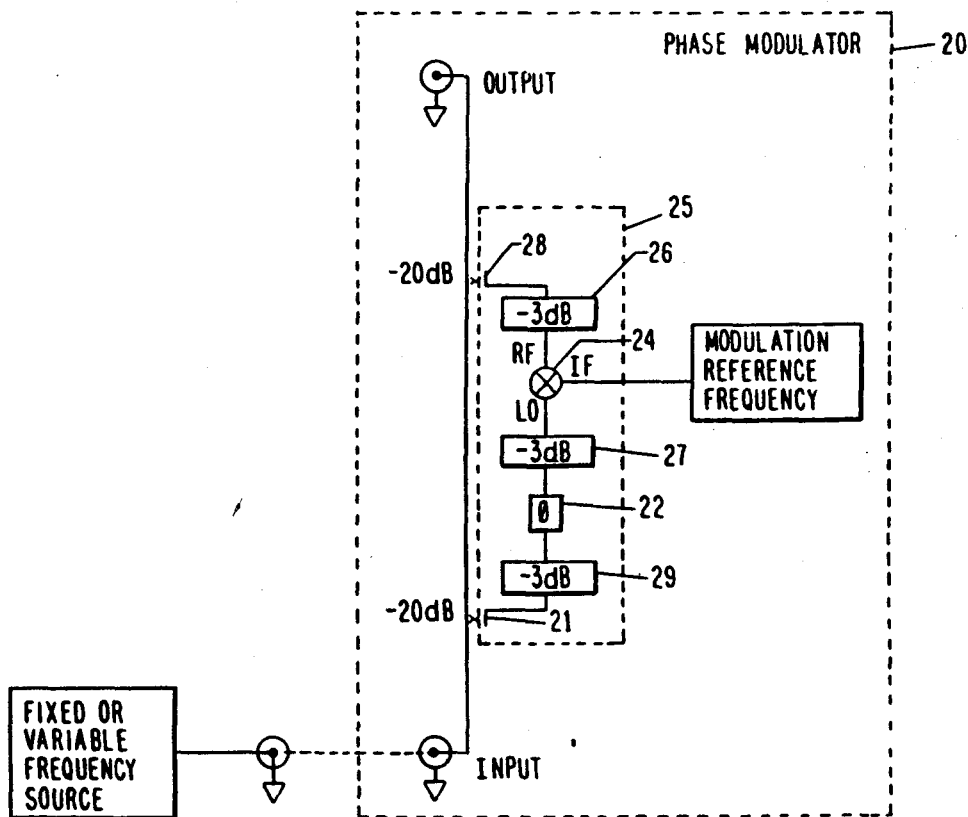 PHASE MODULATOR
20
OUTPUT
25
28
-20dB
26
-3dB
24
RF
IF
MODULATION
REFERENCE
FREQUENCY
LO
-3dB
27
22
0
-3dB
29
-20dB
21
FIXED OR
VARIABLE
FREQUENCY
SOURCE
INPUT